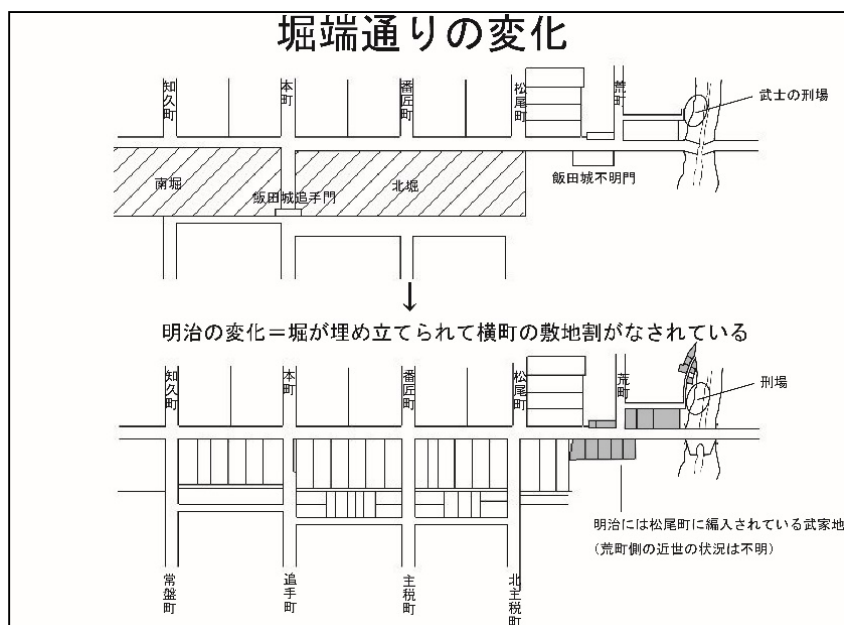 堀端通りの変化
知久町
本町
番匠町
松尾町
荒町
武士の刑場
南堀
飯田城追手門
北堀
飯田城不明門
↓
明治の変化＝堀が埋め立てられて横町の敷地割がなされている
知久町
本町
番匠町
松尾町
荒町
刑場
明治には松尾町に編入されている武家地
(荒町側の近世の状況は不明)
常盤町
追手町
主税町
北主税町